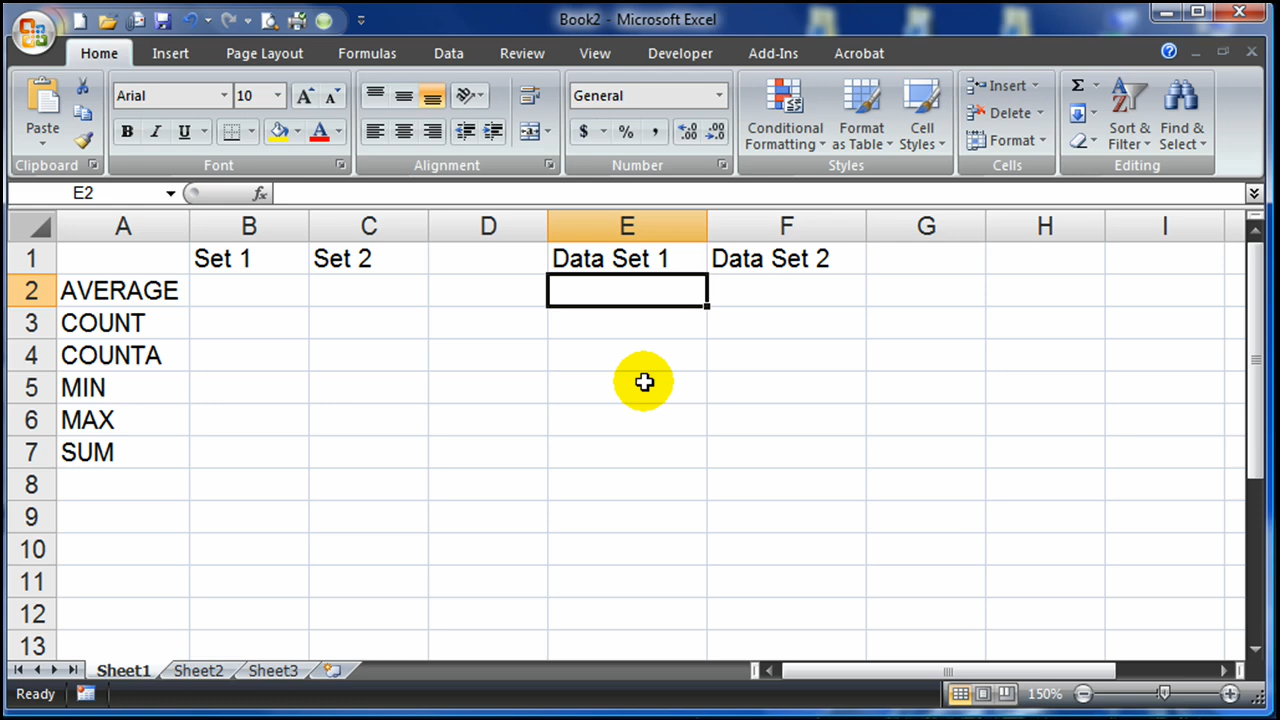 Book2 - Microsoft Excel
Home Insert Page Layout Formulas Data Review View Developer Add-Ins Acrobat
Paste
Clipboard
Arial 10
B I U A
Font
Alignment
General
$ % , .00
Number
Conditional Formatting
Format as Table
Cell Styles
Styles
Insert
Delete
Format
Cells
Σ
Sort & Filter
Find & Select
Editing
E2 fx
A B C D E F G H I
1 Set 1 Set 2 Data Set 1 Data Set 2
2 AVERAGE
3 COUNT
4 COUNTA
5 MIN
6 MAX
7 SUM
8
9
10
11
12
13
Sheet1 Sheet2 Sheet3
Ready 150%